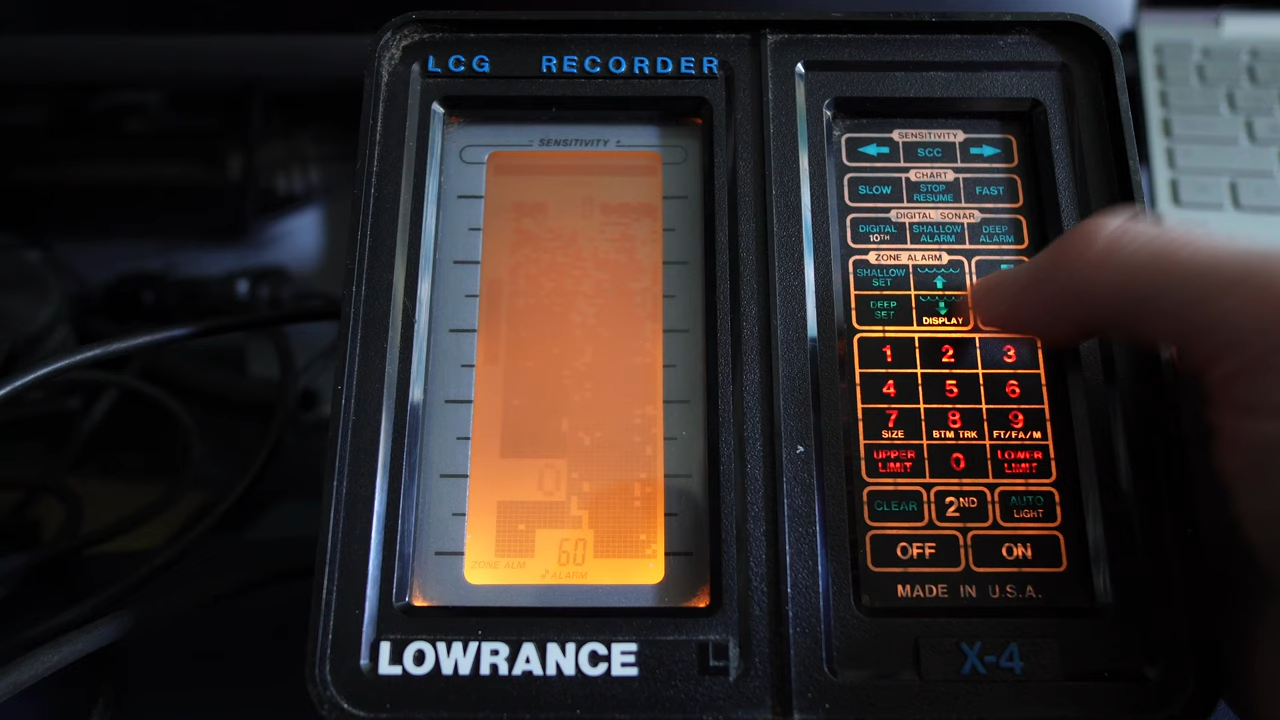 LCG RECORDER
- SENSITIVITY +
0
60
ZONE ALM
ALARM
LOWRANCE
SENSITIVITY
SCC
CHART
SLOW STOP RESUME FAST
DIGITAL SONAR
DIGITAL 10TH SHALLOW ALARM DEEP ALARM
ZONE ALARM
SHALLOW SET
DEEP SET DISPLAY
1 2 3
4 5 6
7 8 9
SIZE BTM TRK FT/FA/M
UPPER LIMIT 0 LOWER LIMIT
CLEAR 2ND AUTO LIGHT
OFF ON
MADE IN U.S.A.
X-4